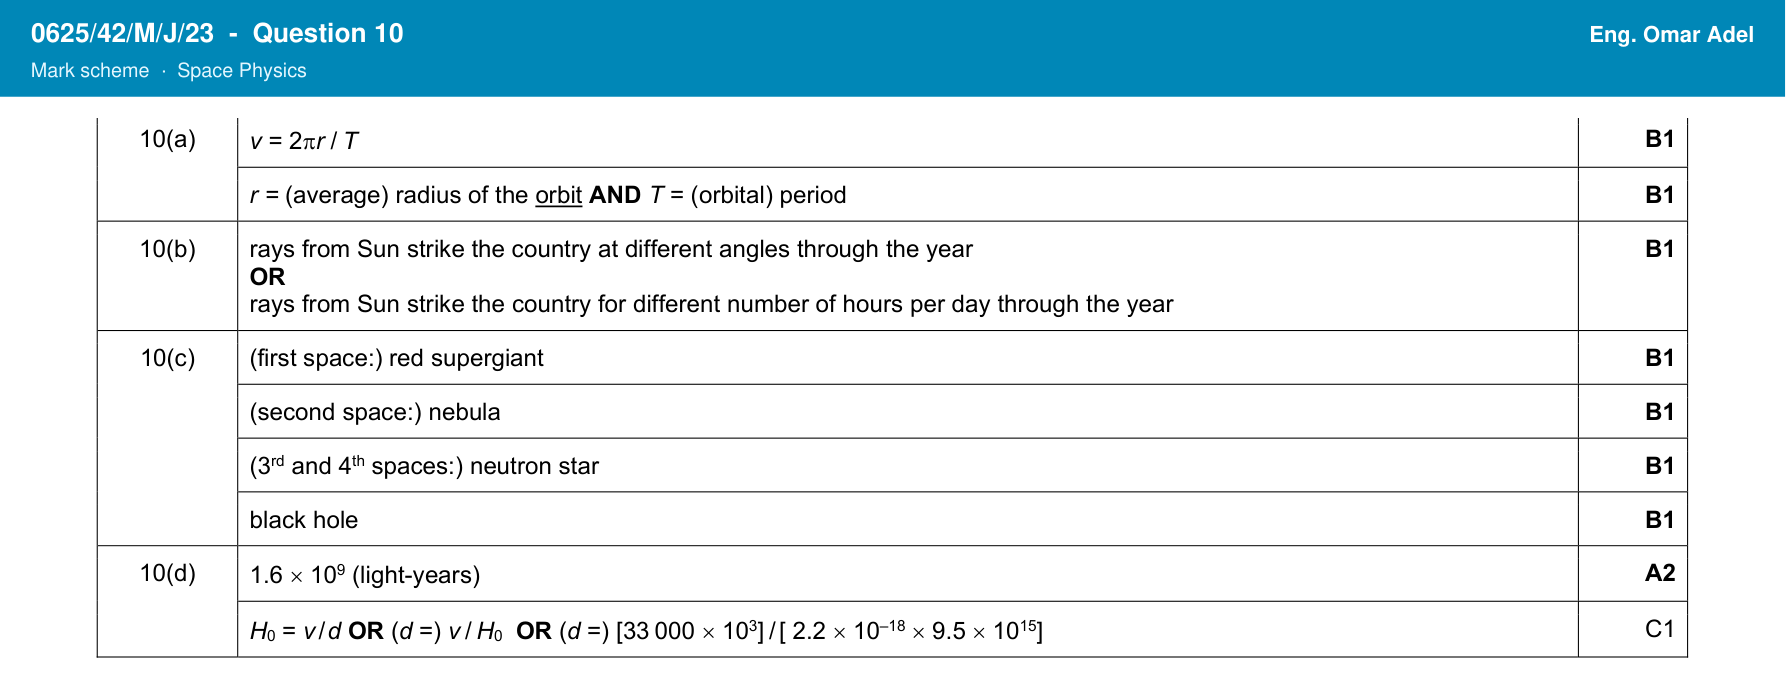 0625/42/M/J/23 - Question 10
Eng. Omar Adel
Mark scheme · Space Physics
10(a) v = 2πr / T B1
r = (average) radius of the orbit AND T = (orbital) period B1
10(b) rays from Sun strike the country at different angles through the year B1
OR
rays from Sun strike the country for different number of hours per day through the year
10(c) (first space:) red supergiant B1
(second space:) nebula B1
(3rd and 4th spaces:) neutron star B1
black hole B1
10(d) 1.6 × 10⁹ (light-years) A2
H₀ = v/d OR (d =) v/H₀ OR (d =) [33 000 × 10³]/[ 2.2 × 10⁻¹⁸ × 9.5 × 10¹⁵] C1